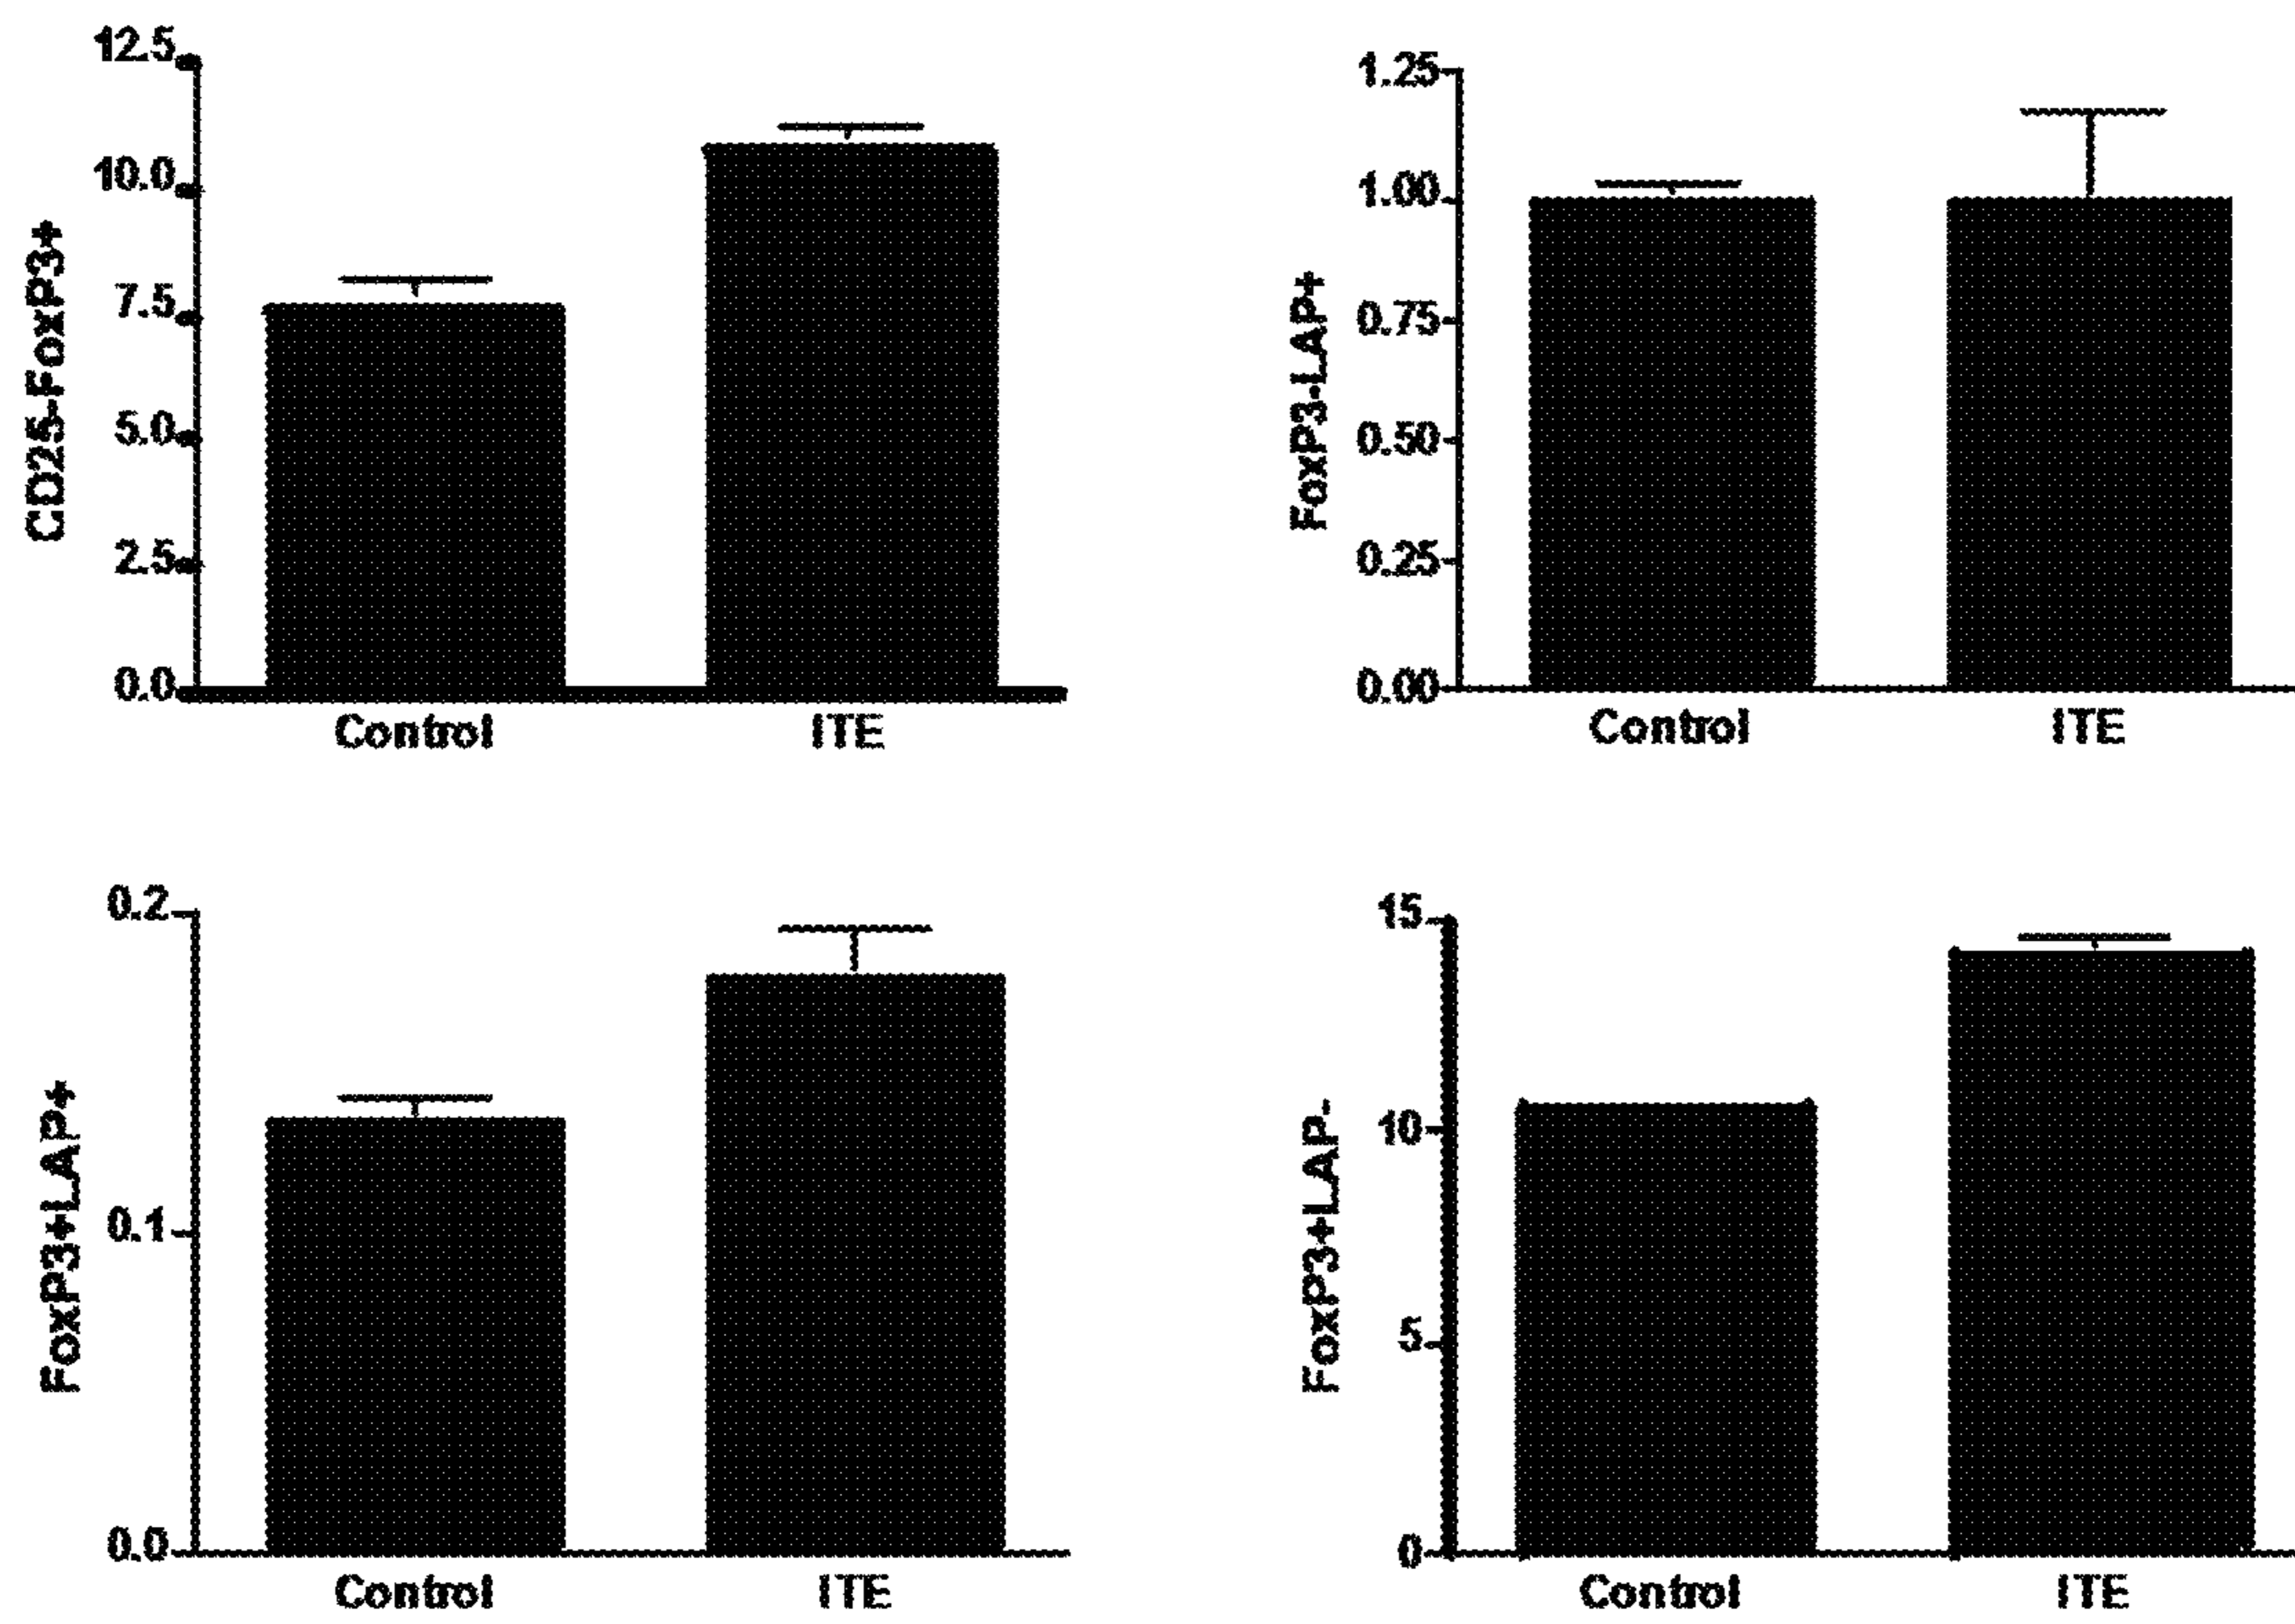 CD25-FoxP3+
12.5
10.0
7.5
5.0
2.5
0.0
Control ITE
FoxP3-LAP+
1.25
1.00
0.75
0.50
0.25
0.00
Control ITE
FoxP3+LAP+
0.2
0.1
0.0
Control ITE
FoxP3+LAP-
15
10
5
0
Control ITE